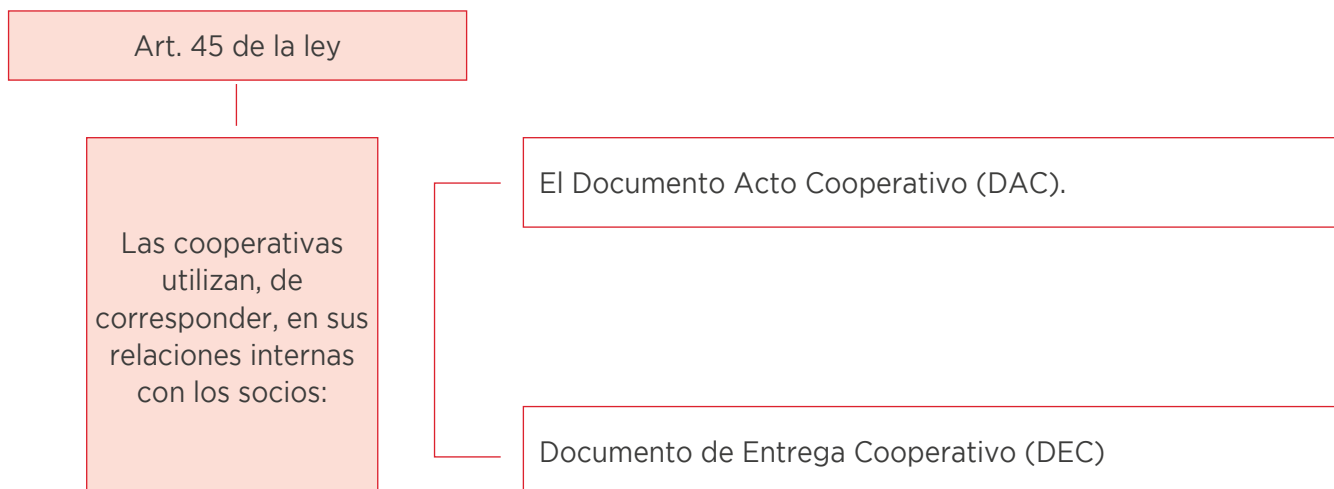 Art. 45 de la ley
Las cooperativas
utilizan, de
corresponder, en sus
relaciones internas
con los socios:
El Documento Acto Cooperativo (DAC).
Documento de Entrega Cooperativo (DEC)